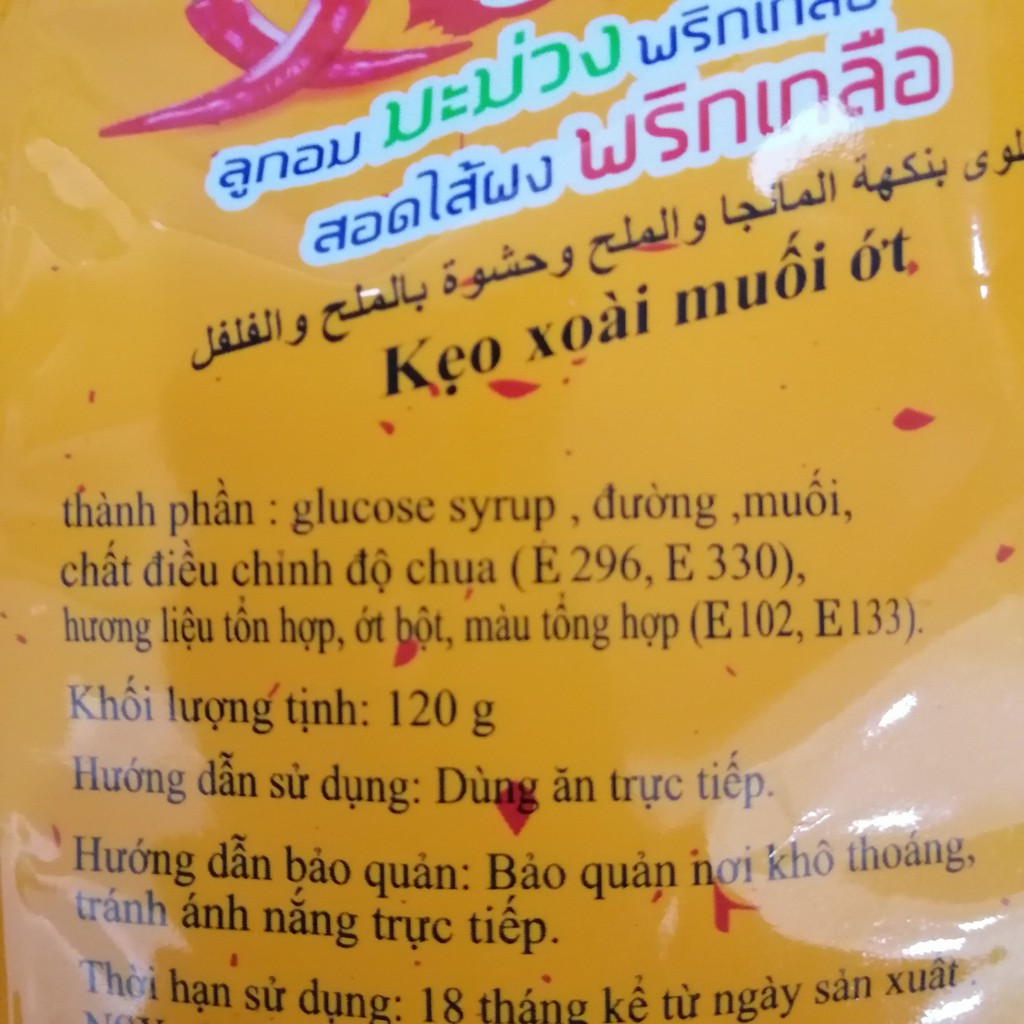 ลูกอม มะม่วง พริกเกลือ
สอดไส้ผง พริกเกลือ
بنكهة المانجا والملح وحشوة بالملح والفلفل
Kẹo xoài muối ớt
thành phần : glucose syrup , đường ,muối,
chất điều chỉnh độ chua ( E 296, E 330),
hương liệu tổn hợp, ớt bột, màu tổng hợp (E102, E133).
Khối lượng tịnh: 120 g
Hướng dẫn sử dụng: Dùng ăn trực tiếp.
Hướng dẫn bảo quản: Bảo quản nơi khô thoáng,
tránh ánh nắng trực tiếp.
Thời hạn sử dụng: 18 tháng kể từ ngày sản xuất .